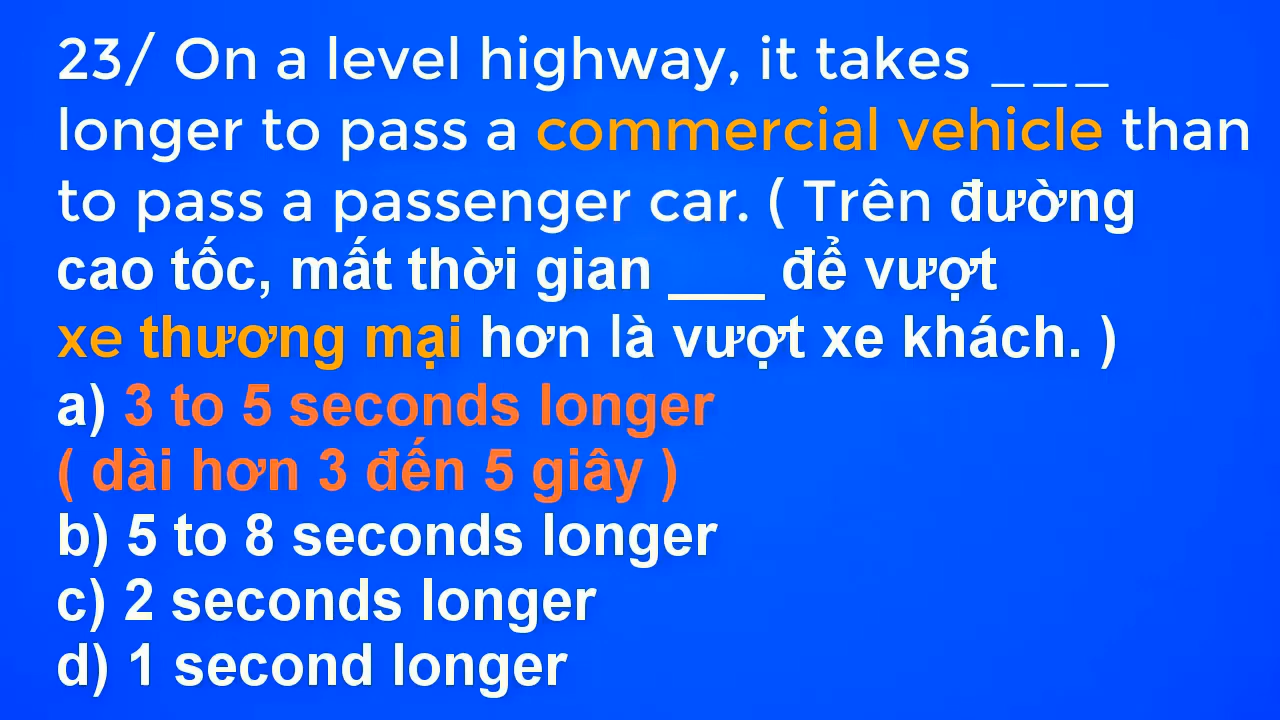 23/ On a level highway, it takes _ _ _
longer to pass a commercial vehicle than
to pass a passenger car. ( Trên đường
cao tốc, mất thời gian ___ để vượt
xe thương mại hơn là vượt xe khách. )
a) 3 to 5 seconds longer
( dài hơn 3 đến 5 giây )
b) 5 to 8 seconds longer
c) 2 seconds longer
d) 1 second longer